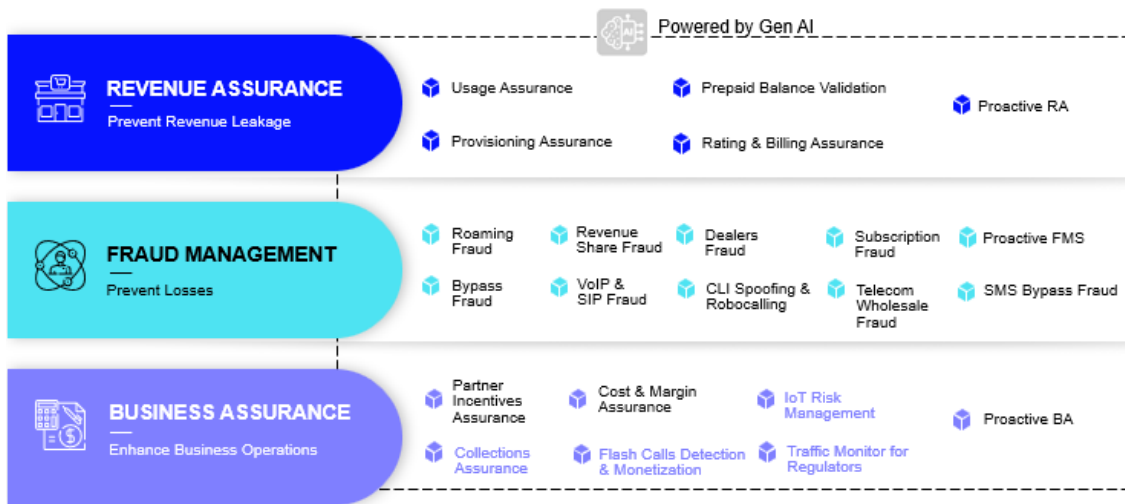 Powered by Gen AI
REVENUE ASSURANCE
Prevent Revenue Leakage
Usage Assurance
Prepaid Balance Validation
Proactive RA
Provisioning Assurance
Rating & Billing Assurance
FRAUD MANAGEMENT
Prevent Losses
Roaming
Fraud
Revenue
Share Fraud
Dealers
Fraud
Subscription
Fraud
Proactive FMS
Bypass
Fraud
VoIP &
SIP Fraud
CLI Spoofing &
Robocalling
Telecom
Wholesale
Fraud
SMS Bypass Fraud
BUSINESS ASSURANCE
Enhance Business Operations
Partner
Incentives
Assurance
Cost & Margin
Assurance
IoT Risk
Management
Proactive BA
Collections
Assurance
Flash Calls Detection
& Monetization
Traffic Monitor for
Regulators